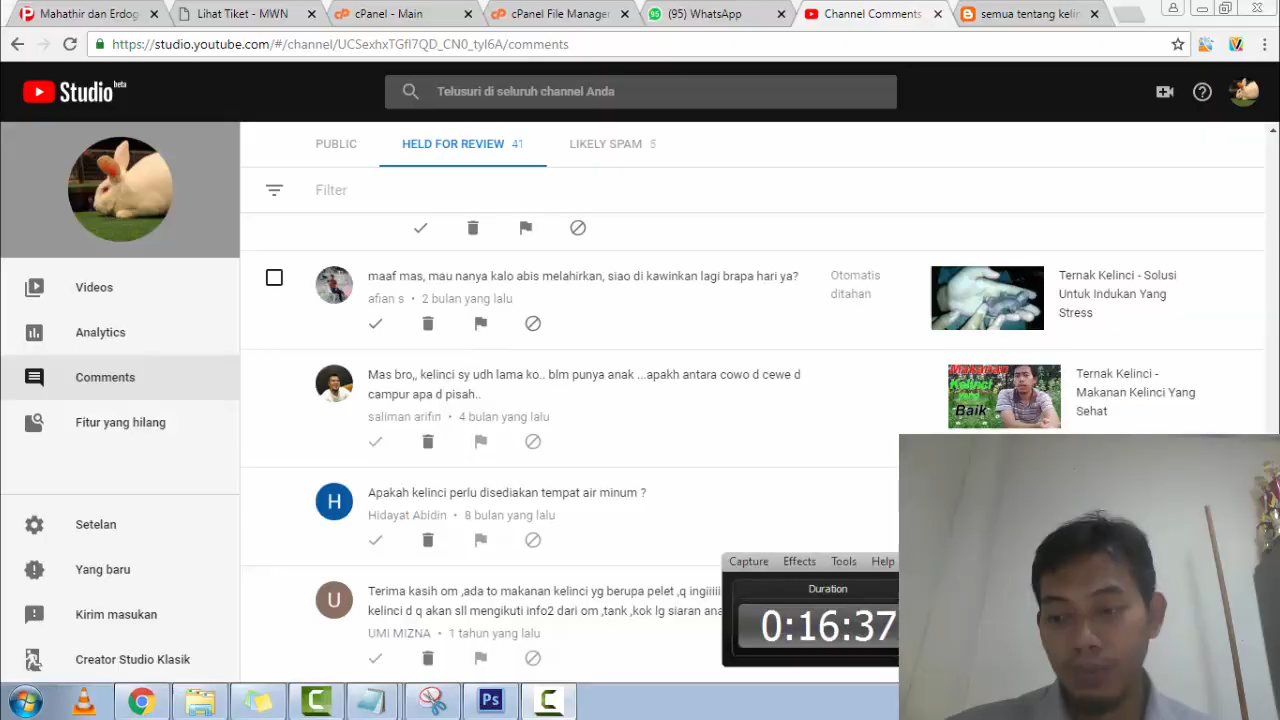 Mahathir dan Erdog
Lihat Tiket - MWN
cPanel - Main
cPanel File Manager
(95) WhatsApp
Channel Comments
semua tentang kelin
https://studio.youtube.com/#/channel/UCSexhxTGfI7QD_CN0_tyI6A/comments
Studio beta
Telusuri di seluruh channel Anda
PUBLIC
HELD FOR REVIEW 41
LIKELY SPAM 5
Filter
maaf mas, mau nanya kalo abis melahirkan, siao di kawinkan lagi brapa hari ya?
afian s • 2 bulan yang lalu
Otomatis
ditahan
Ternak Kelinci - Solusi
Untuk Indukan Yang
Stress
Mas bro,, kelinci sy udh lama ko.. blm punya anak ...apakh antara cowo d cewe d
campur apa d pisah..
saliman arifin • 4 bulan yang lalu
Makanan
Kelinci
yang
Baik
Ternak Kelinci -
Makanan Kelinci Yang
Sehat
H
Apakah kelinci perlu disediakan tempat air minum ?
Hidayat Abidin • 8 bulan yang lalu
U
Terima kasih om ,ada to makanan kelinci yg berupa pelet ,q ingiiiii
kelinci d q akan sll mengikuti info2 dari om ,tank ,kok lg siaran ana
UMI MIZNA • 1 tahun yang lalu
Videos
Analytics
Comments
Fitur yang hilang
Setelan
Yang baru
Kirim masukan
Creator Studio Klasik
Capture Effects Tools Help
Duration
0:16:37
Ps